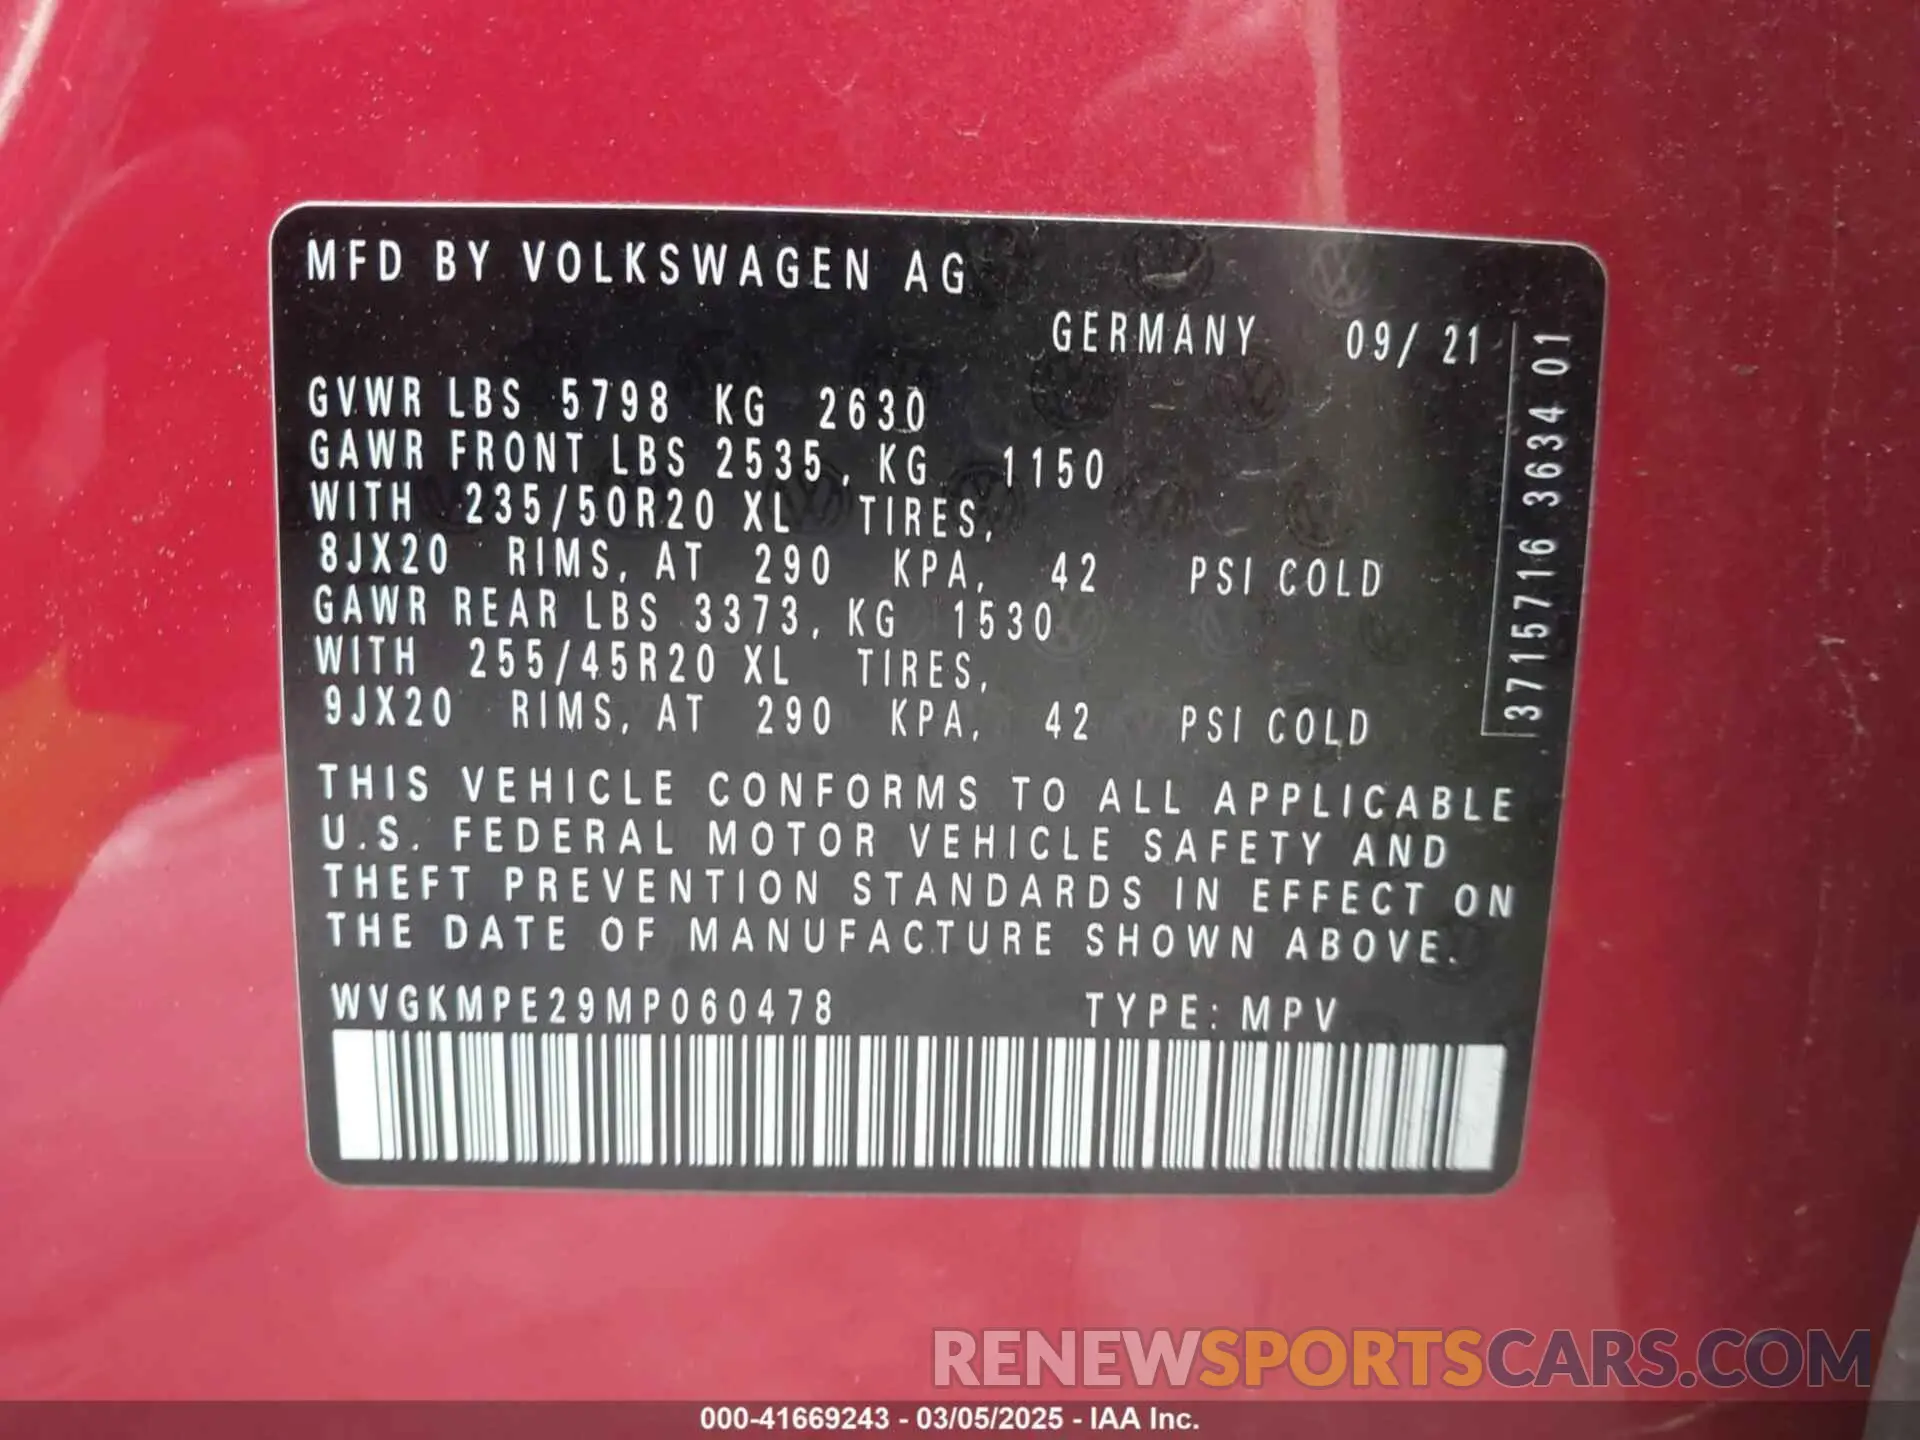 MFD BY VOLKSWAGEN AG
GERMANY 09/ 21
GVWR LBS 5798 KG 2630
GAWR FRONT LBS 2535, KG 1150
WITH 235/50R20 XL TIRES,
8JX20 RIMS, AT 290 KPA, 42 PSI COLD
GAWR REAR LBS 3373, KG 1530
WITH 255/45R20 XL TIRES,
9JX20 RIMS, AT 290 KPA, 42 PSI COLD
3715716 3634 01
THIS VEHICLE CONFORMS TO ALL APPLICABLE
U.S. FEDERAL MOTOR VEHICLE SAFETY AND
THEFT PREVENTION STANDARDS IN EFFECT ON
THE DATE OF MANUFACTURE SHOWN ABOVE.
WVGKMPE29MP060478 TYPE: MPV
RENEWSPORTSCARS.COM
000-41669243 - 03/05/2025 - IAA Inc.